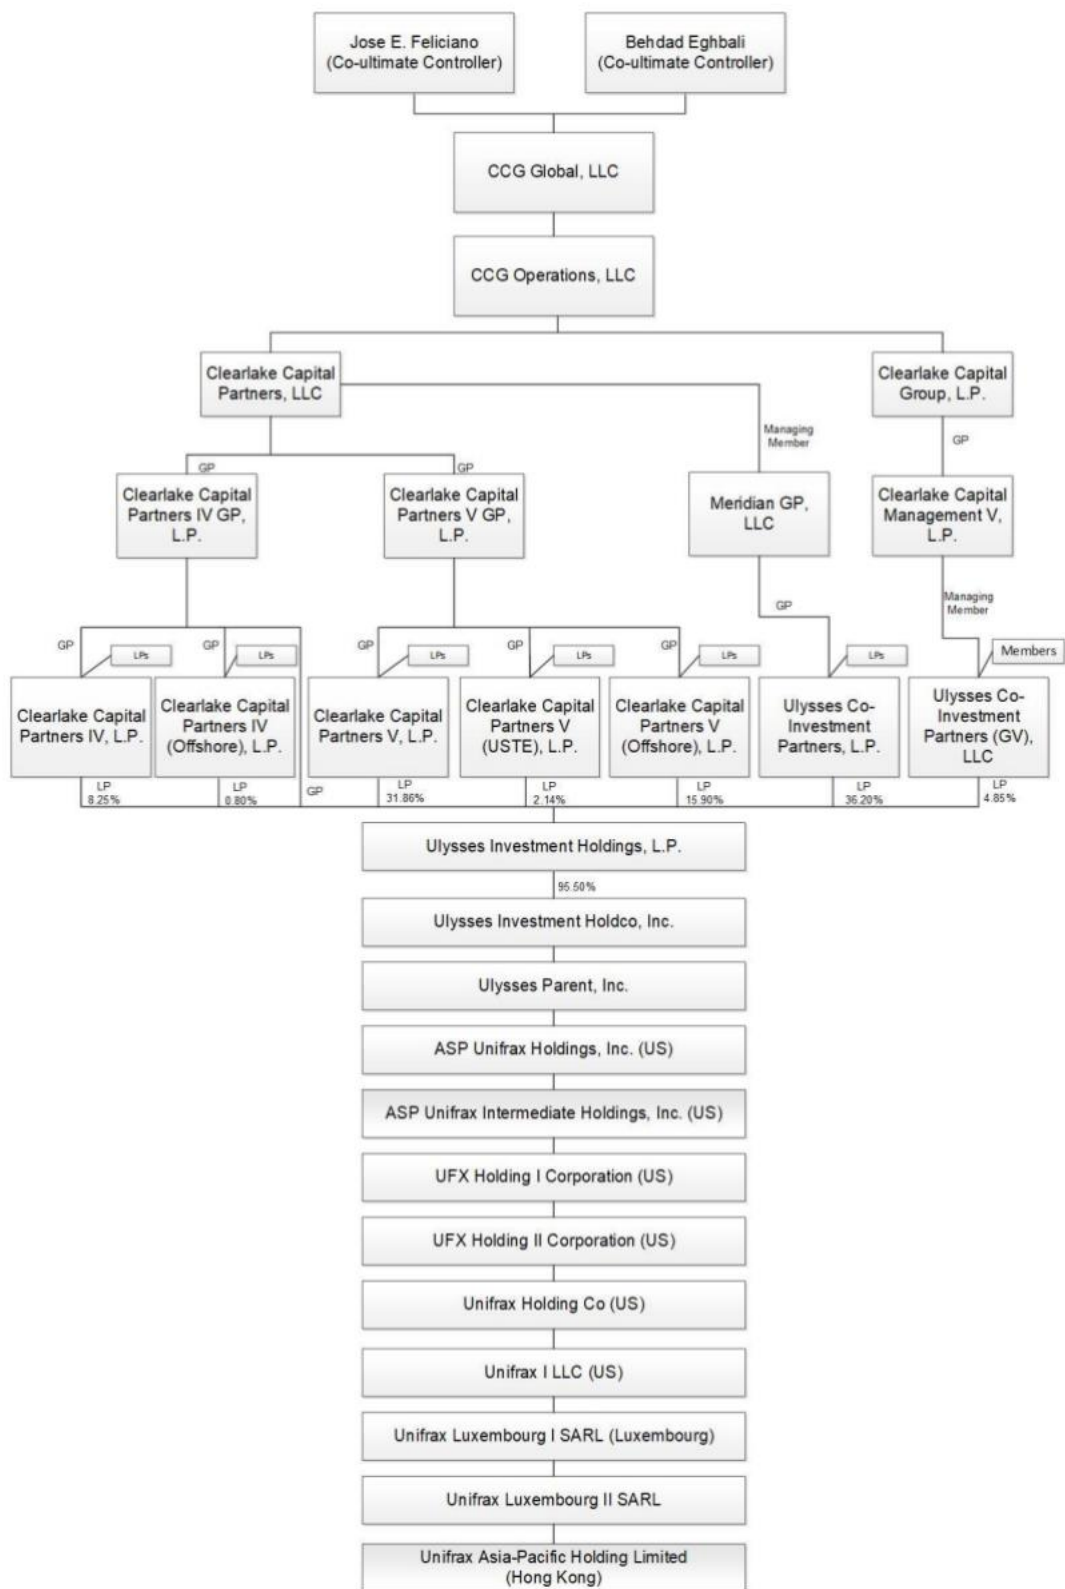 Jose E. Feliciano
(Co-ultimate Controller)
Behdad Eghbali
(Co-ultimate Controller)
CCG Global, LLC
CCG Operations, LLC
Clearlake Capital
Partners, LLC
Clearlake Capital
Group, L.P.
Managing
Member
GP
GP
GP
Clearlake Capital
Partners IV GP,
L.P.
Clearlake Capital
Partners V GP,
L.P.
Meridian GP,
LLC
Clearlake Capital
Management V,
L.P.
Managing
Member
GP
GP
GP
GP
GP
GP
LPs
LPs
LPs
LPs
LPs
LPs
Members
Clearlake Capital
Partners IV, L.P.
Clearlake Capital
Partners IV
(Offshore), L.P.
Clearlake Capital
Partners V, L.P.
Clearlake Capital
Partners V
(USTE), L.P.
Clearlake Capital
Partners V
(Offshore), L.P.
Ulysses Co-
Investment
Partners, L.P.
Ulysses Co-
Investment
Partners (GV),
LLC
LP
8.25%
LP
0.80%
GP
LP
31.86%
LP
2.14%
LP
15.90%
LP
36.20%
LP
4.85%
Ulysses Investment Holdings, L.P.
95.50%
Ulysses Investment Holdco, Inc.
Ulysses Parent, Inc.
ASP Unifrax Holdings, Inc. (US)
ASP Unifrax Intermediate Holdings, Inc. (US)
UFX Holding I Corporation (US)
UFX Holding II Corporation (US)
Unifrax Holding Co (US)
Unifrax I LLC (US)
Unifrax Luxembourg I SARL (Luxembourg)
Unifrax Luxembourg II SARL
Unifrax Asia-Pacific Holding Limited
(Hong Kong)